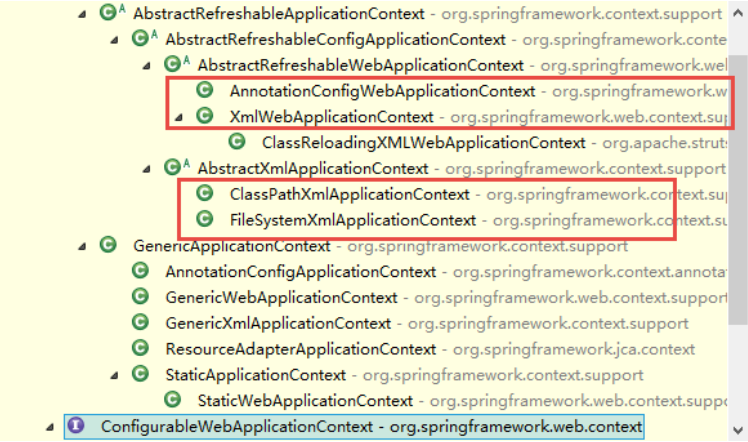 AbstractRefreshableApplicationContext - org.springframework.context.support
AbstractRefreshableConfigApplicationContext - org.springframework.conte
AbstractRefreshableWebApplicationContext - org.springframework.wel
AnnotationConfigWebApplicationContext - org.springframework.w
XmlWebApplicationContext - org.springframework.web.context.sup
ClassReloadingXMLWebApplicationContext - org.apache.struts
AbstractXmlApplicationContext - org.springframework.context.support
ClassPathXmlApplicationContext - org.springframework.context.sup
FileSystemXmlApplicationContext - org.springframework.context.su
GenericApplicationContext - org.springframework.context.support
AnnotationConfigApplicationContext - org.springframework.context.annota
GenericWebApplicationContext - org.springframework.web.context.support
GenericXmlApplicationContext - org.springframework.context.support
ResourceAdapterApplicationContext - org.springframework.jca.context
StaticApplicationContext - org.springframework.context.support
StaticWebApplicationContext - org.springframework.web.context.suppo
ConfigurableWebApplicationContext - org.springframework.web.context